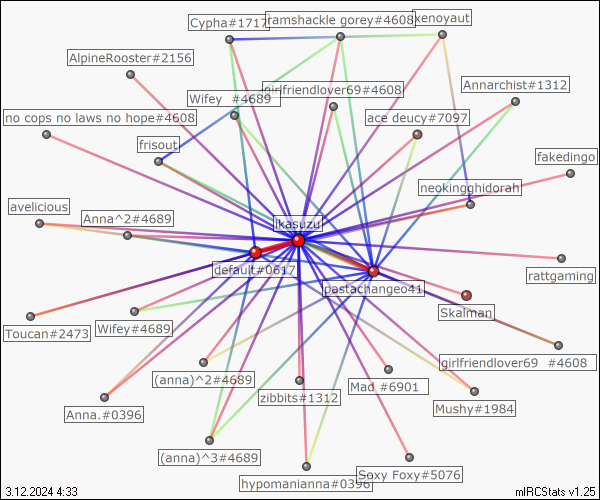 Cypha#1717
ramshackle gorey#4608
xenoyaut
AlpineRooster#2156
Wifey  #4689
girlfriendlover69#4608
Annarchist#1312
no cops no laws no hope#4608
ace deucy#7097
frisout
fakedingo
neokingghidorah
avelicious
Anna^2#4689
ikasuzu
default#0617
pastachangeo41
rattgaming
Toucan#2473
Wifey#4689
Skalman
girlfriendlover69  #4608
(anna)^2#4689
zibbits#1312
Mad #6901
Mushy#1984
Anna.#0396
(anna)^3#4689
hypomanianna#0396
Soxy Foxy#5076
3.12.2024 4:33
mIRCStats v1.25